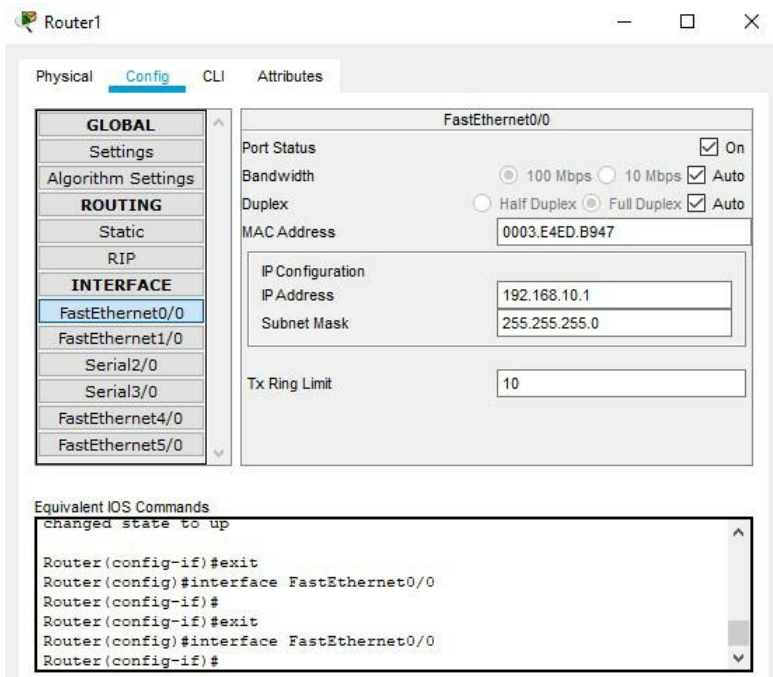 Router1
Physical Config CLI Attributes
GLOBAL
Settings
Algorithm Settings
ROUTING
Static
RIP
INTERFACE
FastEthernet0/0
FastEthernet1/0
Serial2/0
Serial3/0
FastEthernet4/0
FastEthernet5/0
FastEthernet0/0
Port Status On
Bandwidth 100 Mbps 10 Mbps Auto
Duplex Half Duplex Full Duplex Auto
MAC Address 0003.E4ED.B947
IP Configuration
IP Address 192.168.10.1
Subnet Mask 255.255.255.0
Tx Ring Limit 10
Equivalent IOS Commands
changed state to up
Router(config-if)#exit
Router(config)#interface FastEthernet0/0
Router(config-if)#
Router(config-if)#exit
Router(config)#interface FastEthernet0/0
Router(config-if)#